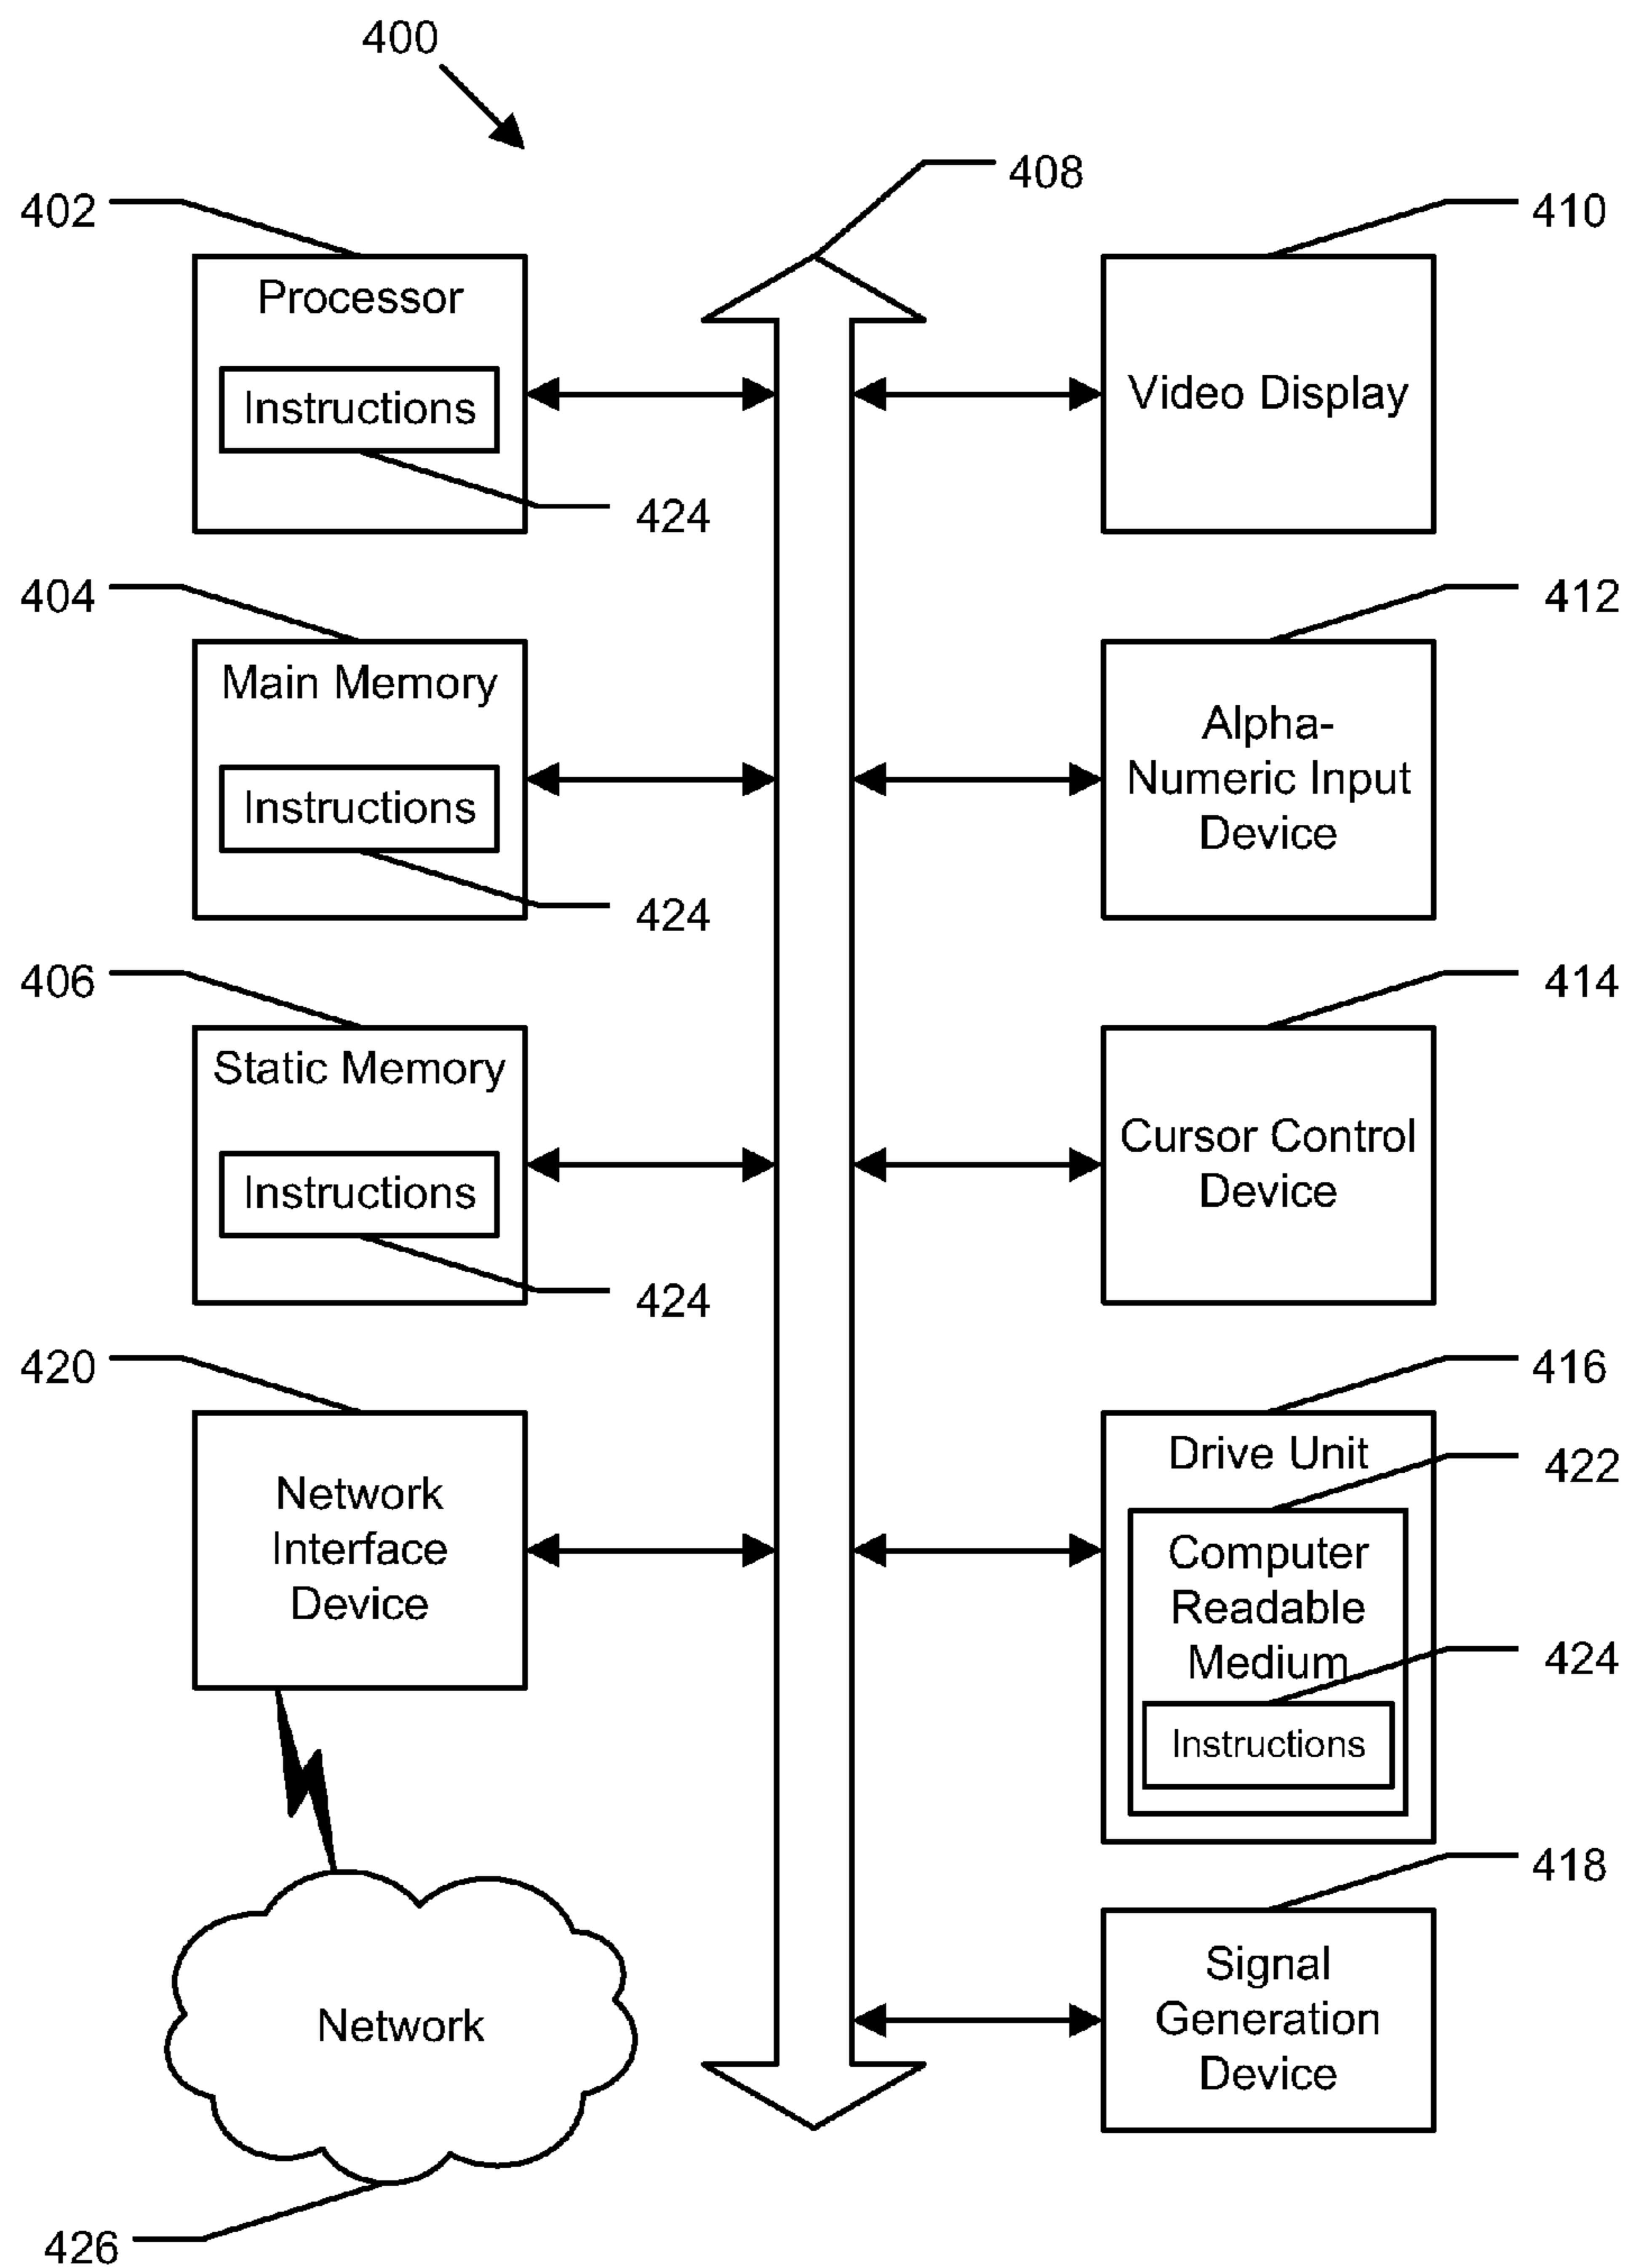 400
408
402
410
Processor
Instructions
424
Video Display
404
412
Main Memory
Instructions
424
Alpha-
Numeric Input
Device
406
414
Static Memory
Instructions
424
Cursor Control
Device
420
416
Network
Interface
Device
Drive Unit
422
Computer
Readable
Medium
424
Instructions
418
Network
Signal
Generation
Device
426